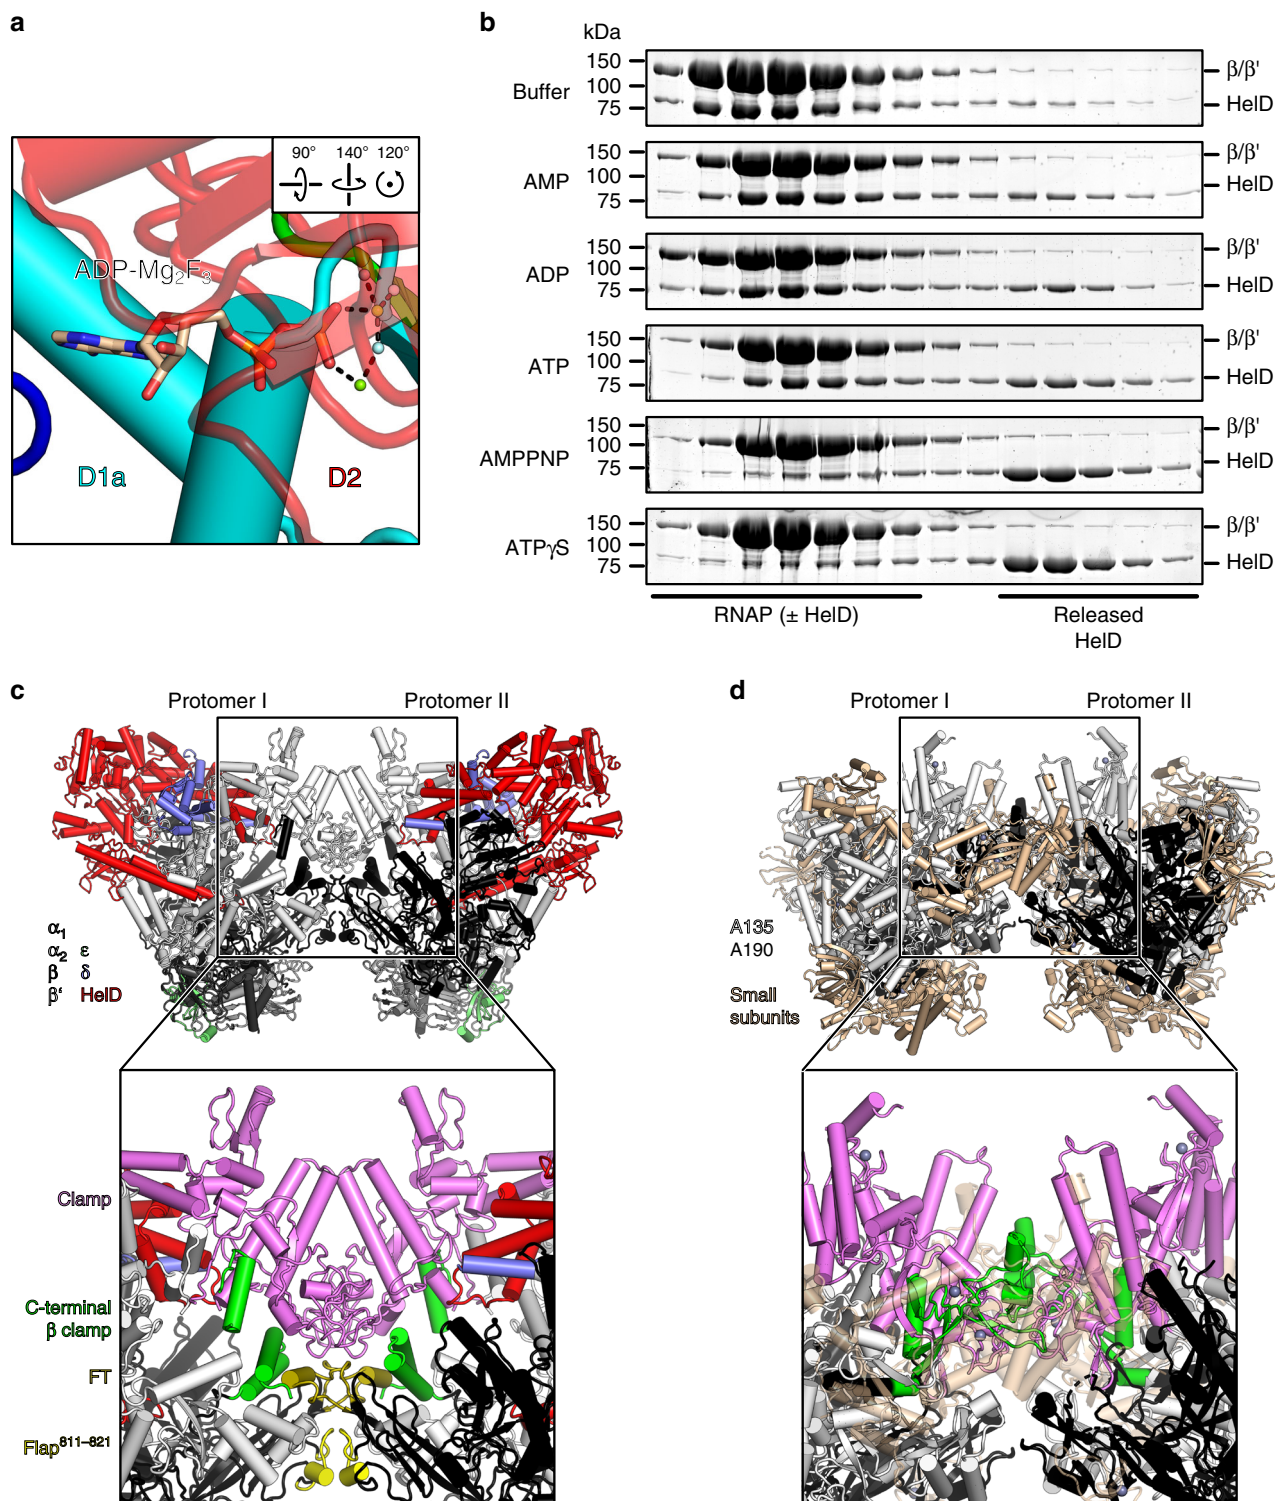 a
90° 140° 120°
ADP-Mg₂F₃
D1a
D2
b
kDa
Buffer
150
100
75
β/β'
HelD
AMP
150
100
75
β/β'
HelD
ADP
150
100
75
β/β'
HelD
ATP
150
100
75
β/β'
HelD
AMPPNP
150
100
75
β/β'
HelD
ATPγS
150
100
75
β/β'
HelD
RNAP (± HelD)
Released
HelD
c
Protomer I
Protomer II
α₁
α₂ ε
β δ
β' HelD
Clamp
C-terminal
β clamp
FT
Flap⁸¹¹⁻⁸²¹
d
Protomer I
Protomer II
A135
A190
Small
subunits